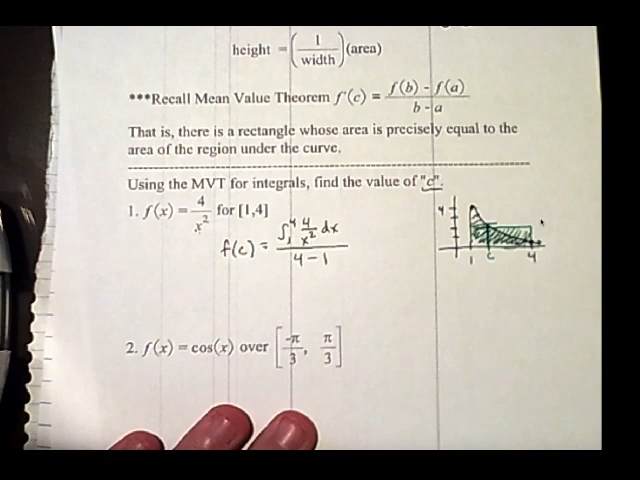 height = (1/width)(area)
***Recall Mean Value Theorem f'(c) = (f(b) - f(a))/(b - a)
That is, there is a rectangle whose area is precisely equal to the
area of the region under the curve.
Using the MVT for integrals, find the value of "c".
1. f(x) = 4/x² for [1,4]
f(c) = (∫₁⁴ 4/x² dx)/(4 - 1)
4
1 c 4
2. f(x) = cos(x) over [-π/3, π/3]